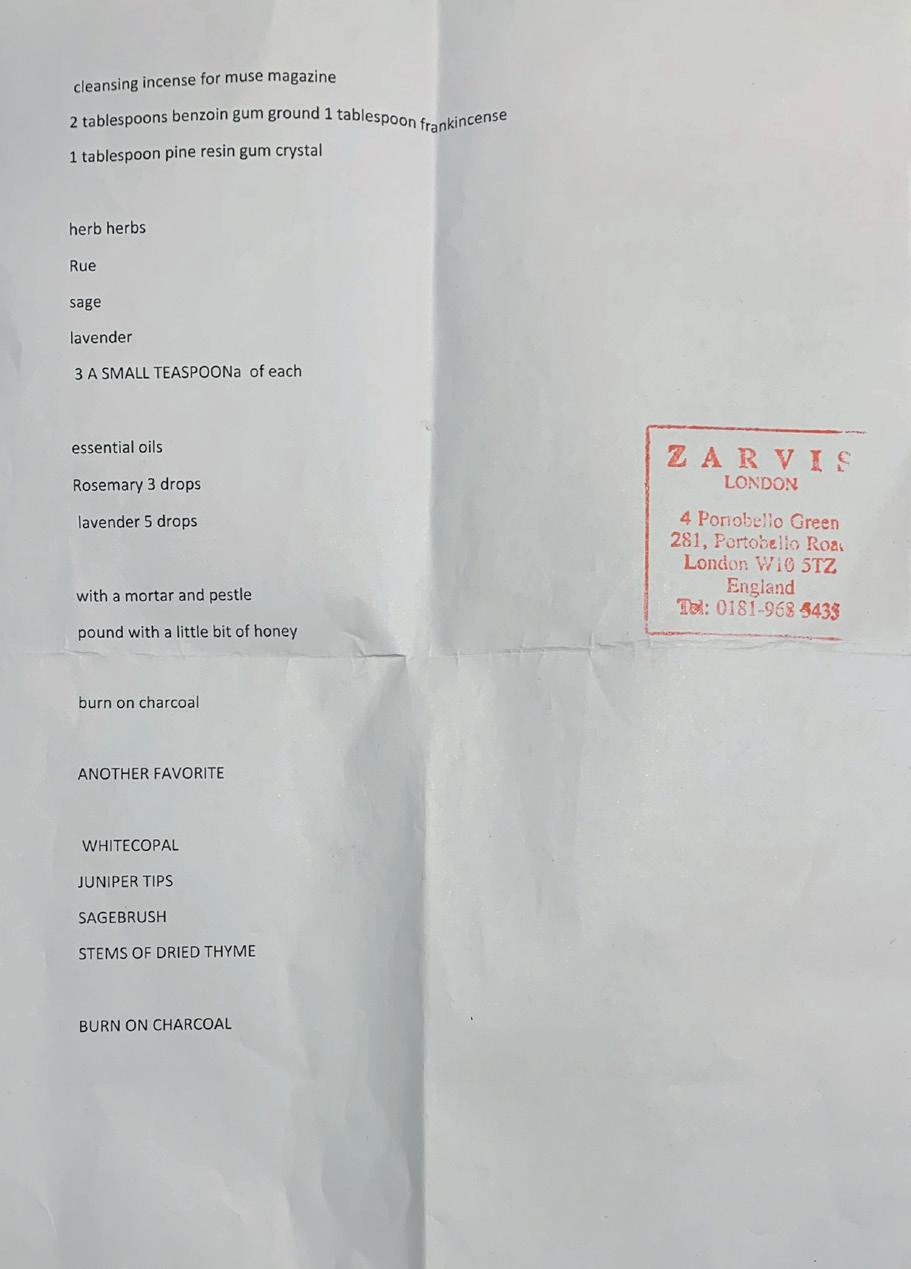 cleansing incense for muse magazine
2 tablespoons benzoin gum ground 1 tablespoon frankincense
1 tablespoon pine resin gum crystal
herb herbs
Rue
sage
lavender
3 A SMALL TEASPOONa of each
essential oils
Rosemary 3 drops
lavender 5 drops
with a mortar and pestle
pound with a little bit of honey
burn on charcoal
ANOTHER FAVORITE
WHITECOPAL
JUNIPER TIPS
SAGEBRUSH
STEMS OF DRIED THYME
BURN ON CHARCOAL
ZARVIS
LONDON
4 Portobello Green
281, Portobello Road
London W10 5TZ
England
Tel: 0181-968 5435